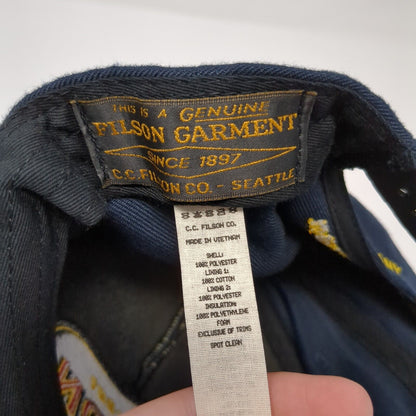 THIS IS A GENUINE
FILSON GARMENT
SINCE 1897
C.C. FILSON CO. - SEATTLE
C.C. FILSON CO.
MADE IN VIETNAM
SHELL:
100% POLYESTER
LINING 1:
100% COTTON
LINING 2:
100% POLYESTER
INSULATION:
100% POLYETHYLENE
FOAM
EXCLUSIVE OF TRIMS
SPOT CLEAN